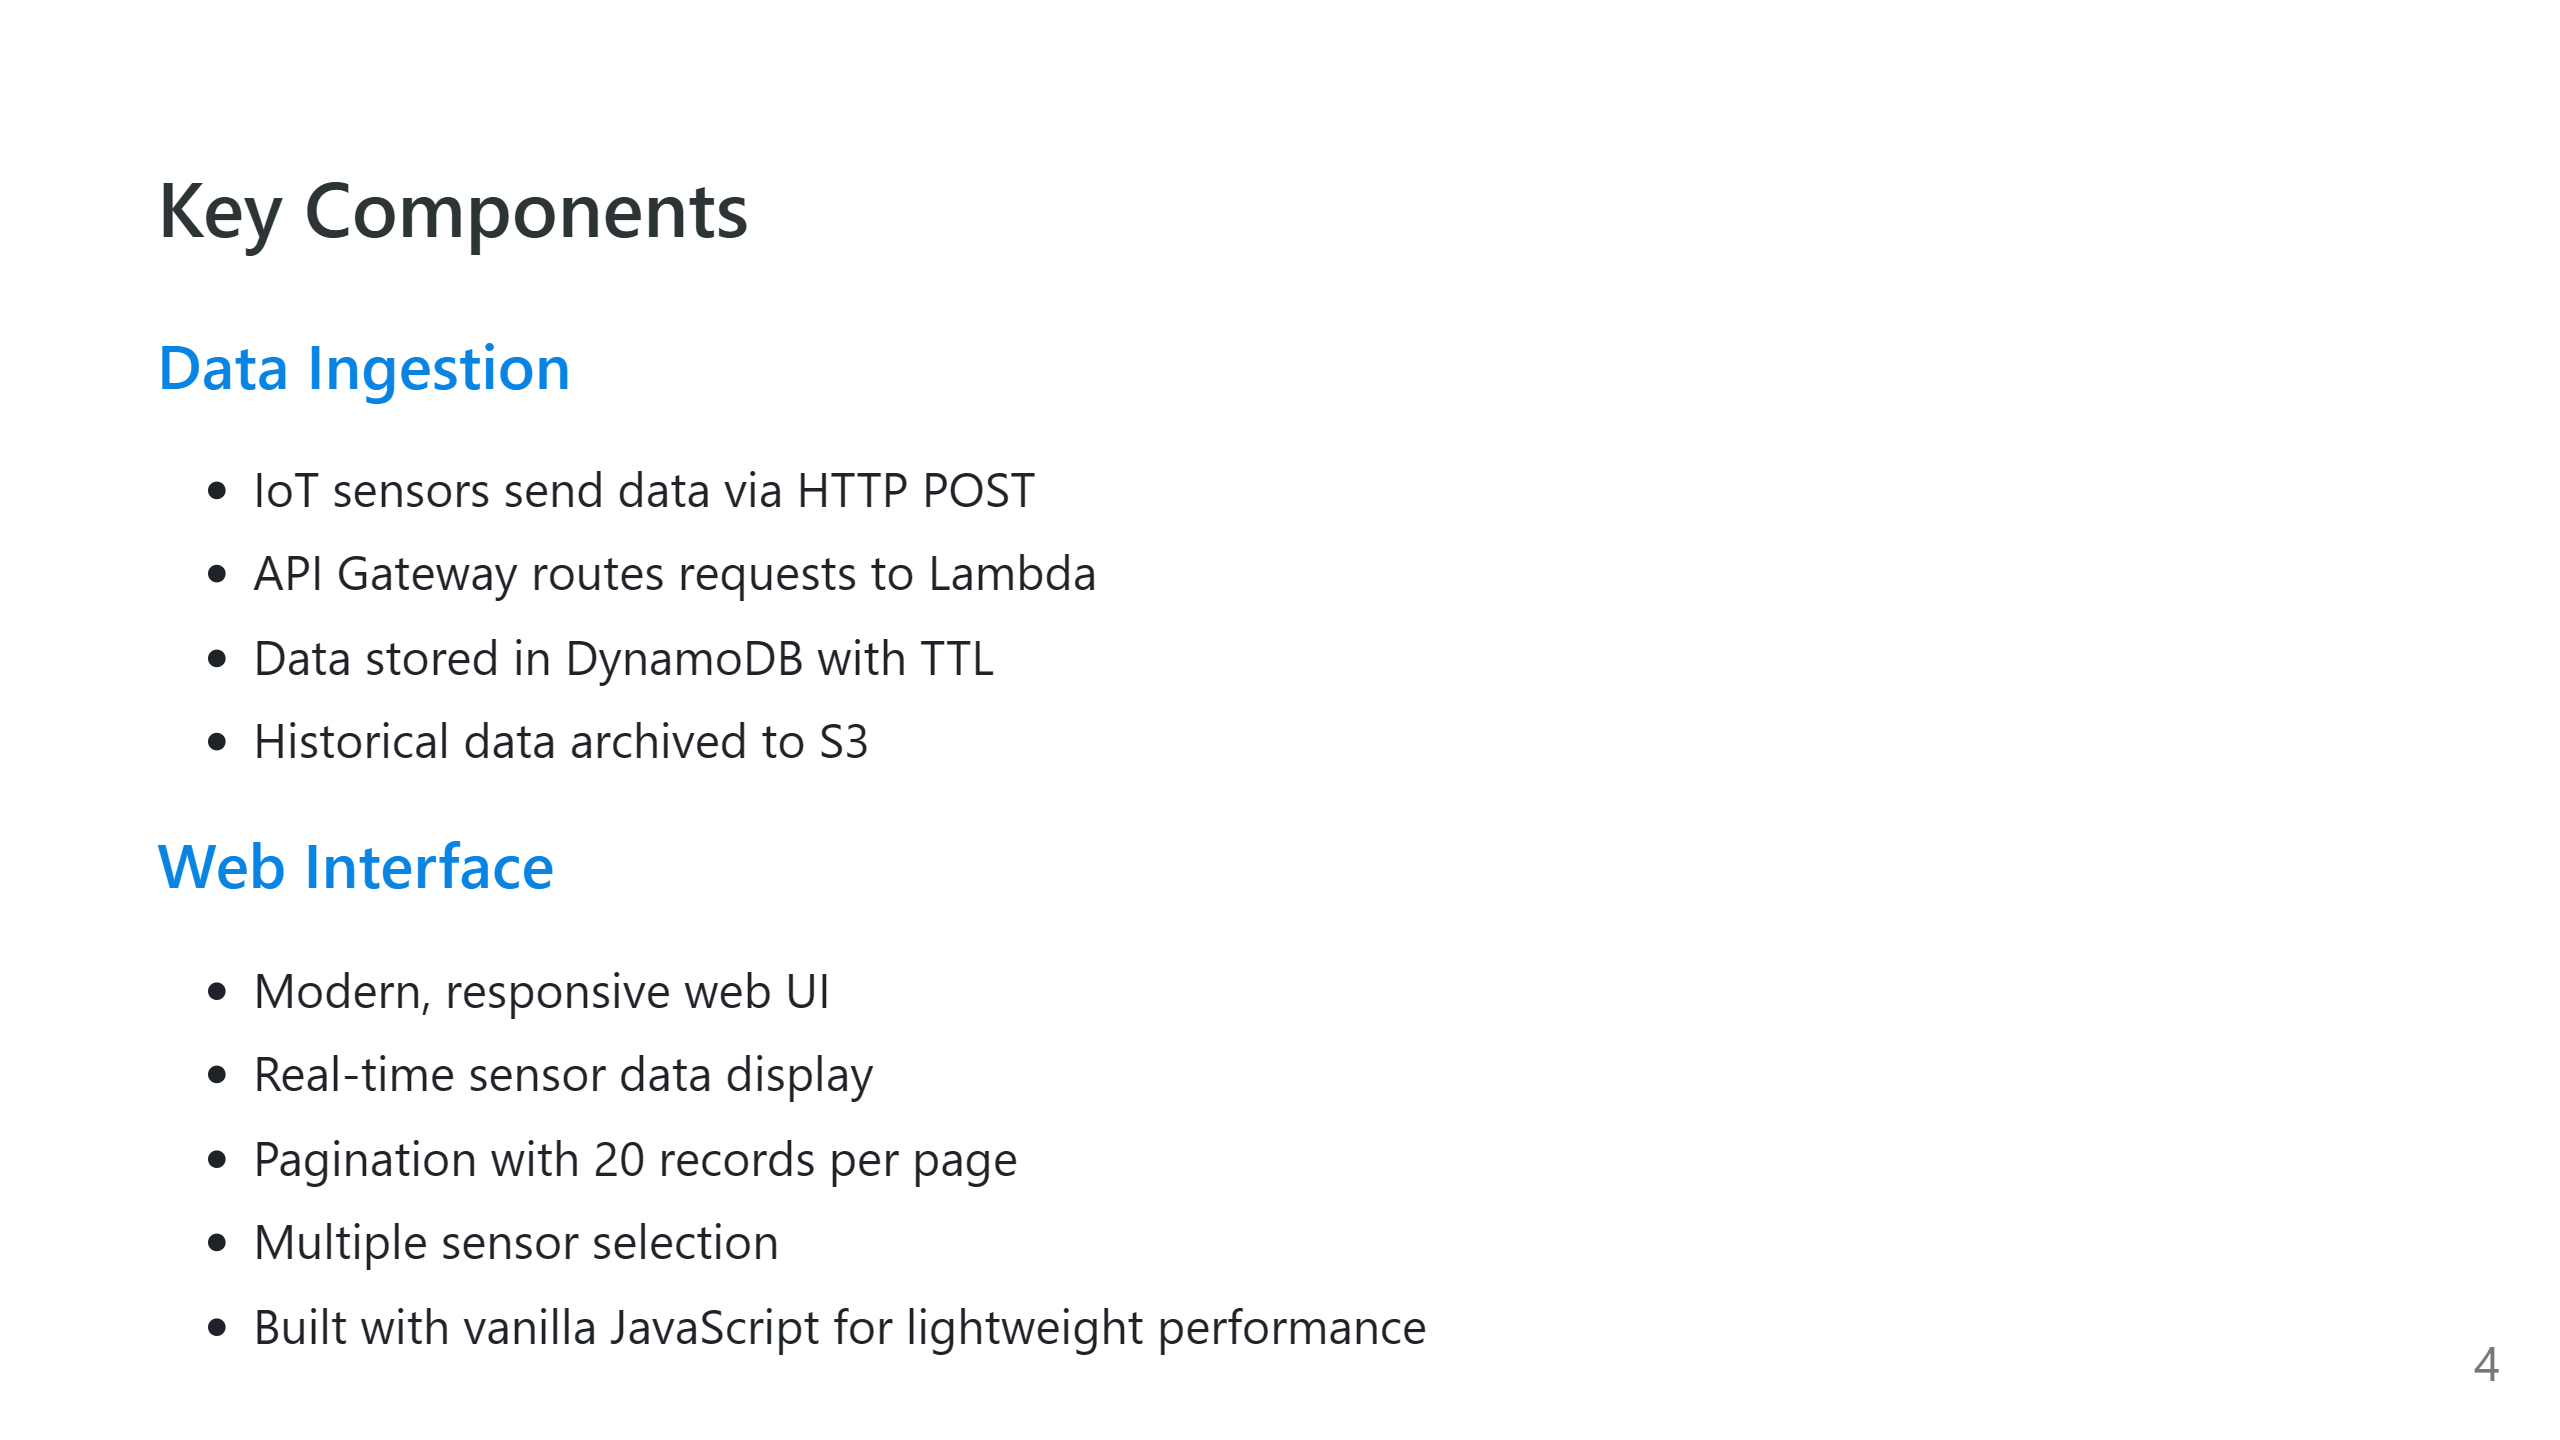 Key Components
Data Ingestion
• IoT sensors send data via HTTP POST
• API Gateway routes requests to Lambda
• Data stored in DynamoDB with TTL
• Historical data archived to S3
Web Interface
• Modern, responsive web UI
• Real-time sensor data display
• Pagination with 20 records per page
• Multiple sensor selection
• Built with vanilla JavaScript for lightweight performance
4